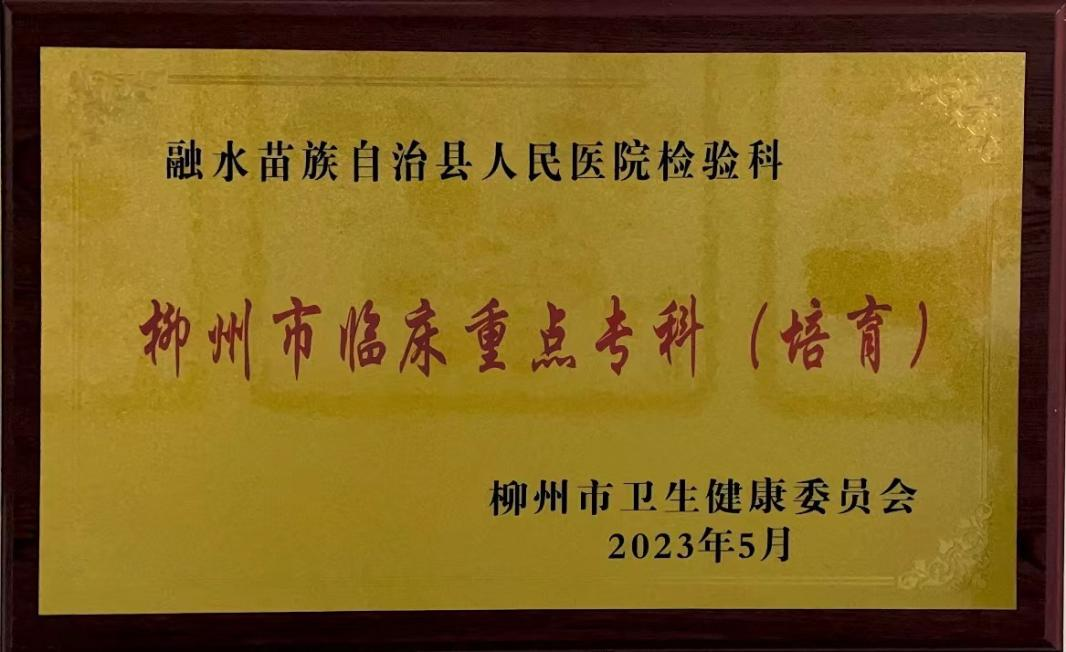 融水苗族自治县人民医院检验科
柳州市临床重点专科（培育）
柳州市卫生健康委员会
2023年5月